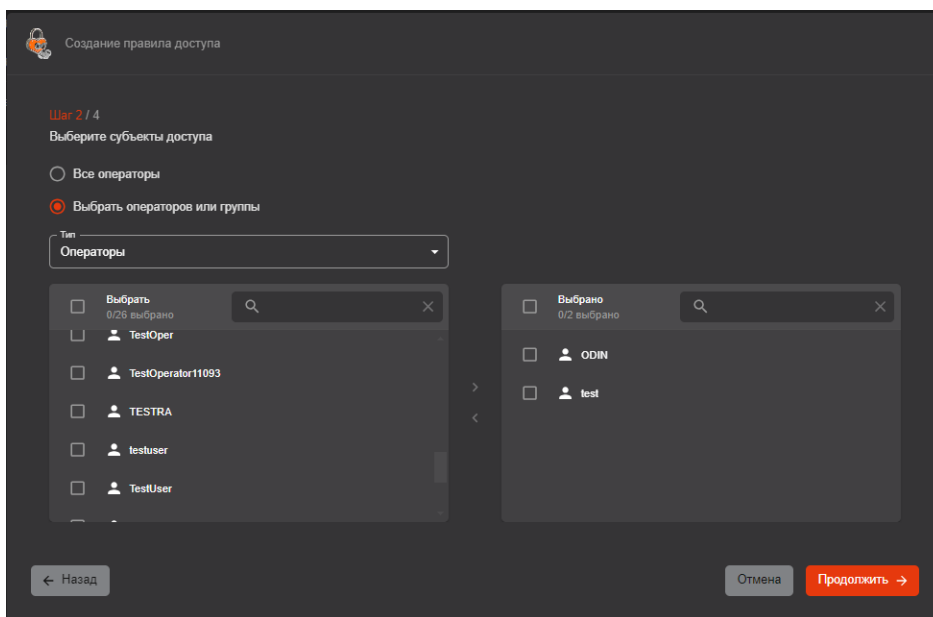 Создание правила доступа
Шаг 2 / 4
Выберите субъекты доступа
Все операторы
Выбрать операторов или группы
Тип
Операторы
Выбрать
0/26 выбрано
TestOper
TestOperator11093
TESTRA
testuser
TestUser
Выбрано
0/2 выбрано
ODIN
test
Назад
Отмена
Продолжить